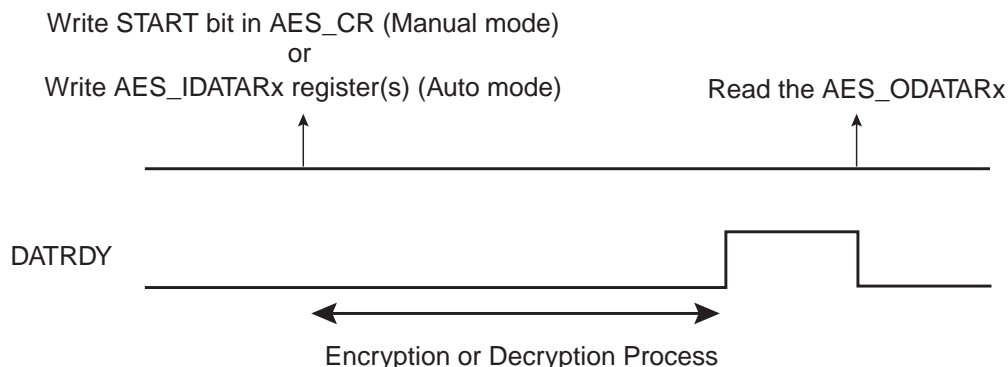 Write START bit in AES_CR (Manual mode)
or
Write AES_IDATARx register(s) (Auto mode)
Read the AES_ODATARx
DATRDY
Encryption or Decryption Process